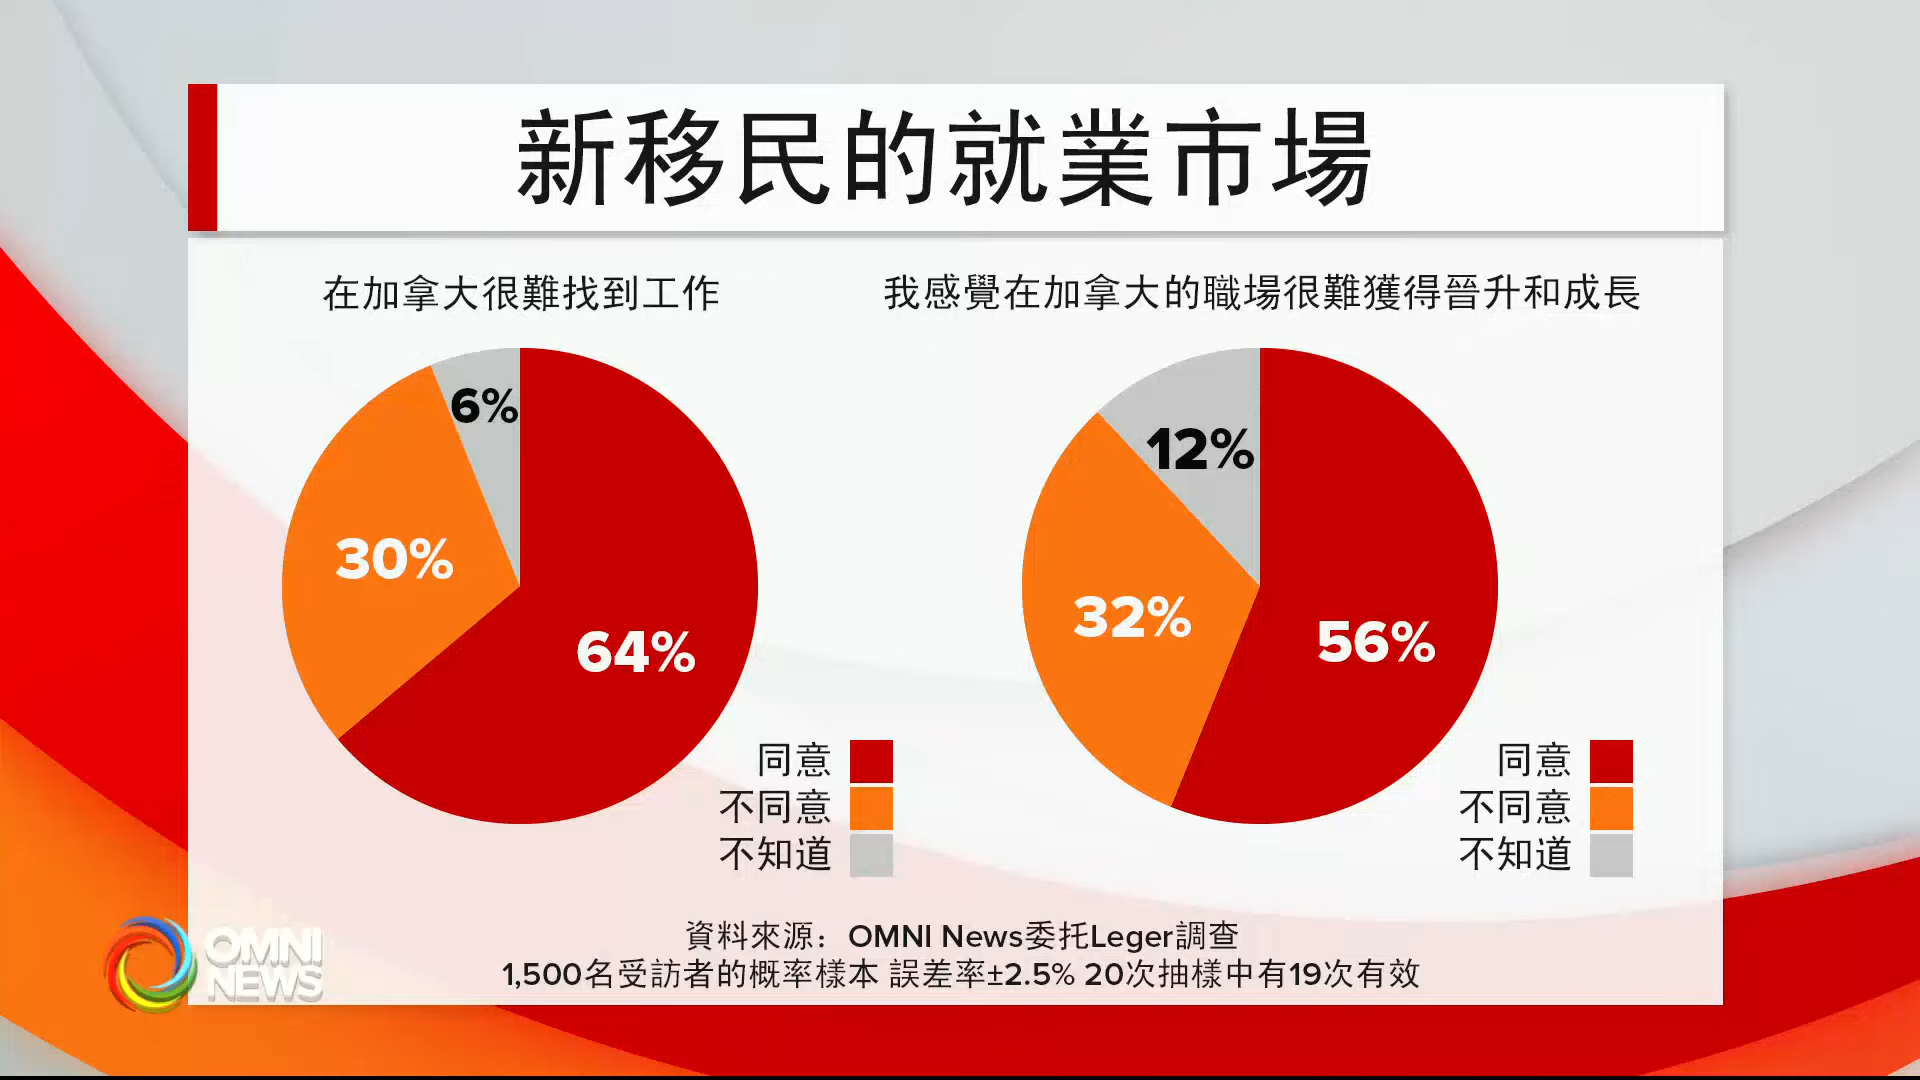 新移民的就業市場
在加拿大很難找到工作
6%
30%
64%
同意
不同意
不知道
我感覺在加拿大的職場很難獲得晉升和成長
12%
32%
56%
同意
不同意
不知道
資料來源：OMNI News委托Leger調查
1,500名受訪者的概率樣本 誤差率±2.5% 20次抽樣中有19次有效
OMNI
NEWS